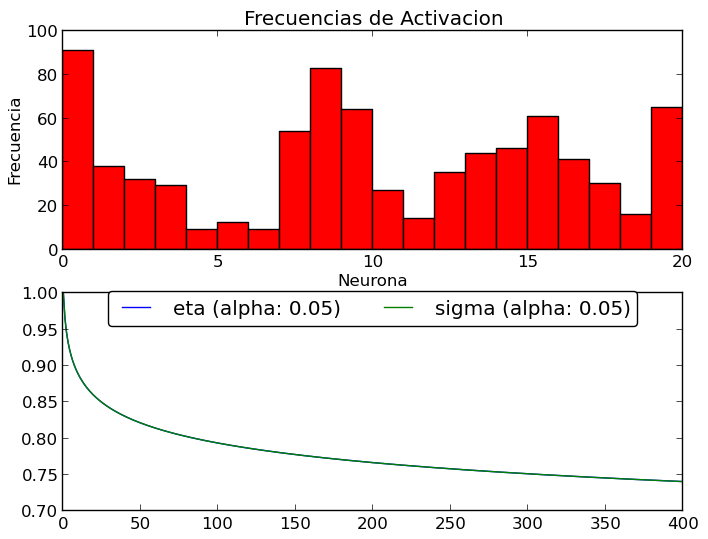 Frecuencias de Activacion
100
80
60
40
20
0
Frecuencia
0 5 10 15 20
Neurona
eta (alpha: 0.05) sigma (alpha: 0.05)
1.00
0.95
0.90
0.85
0.80
0.75
0.70
0 50 100 150 200 250 300 350 400